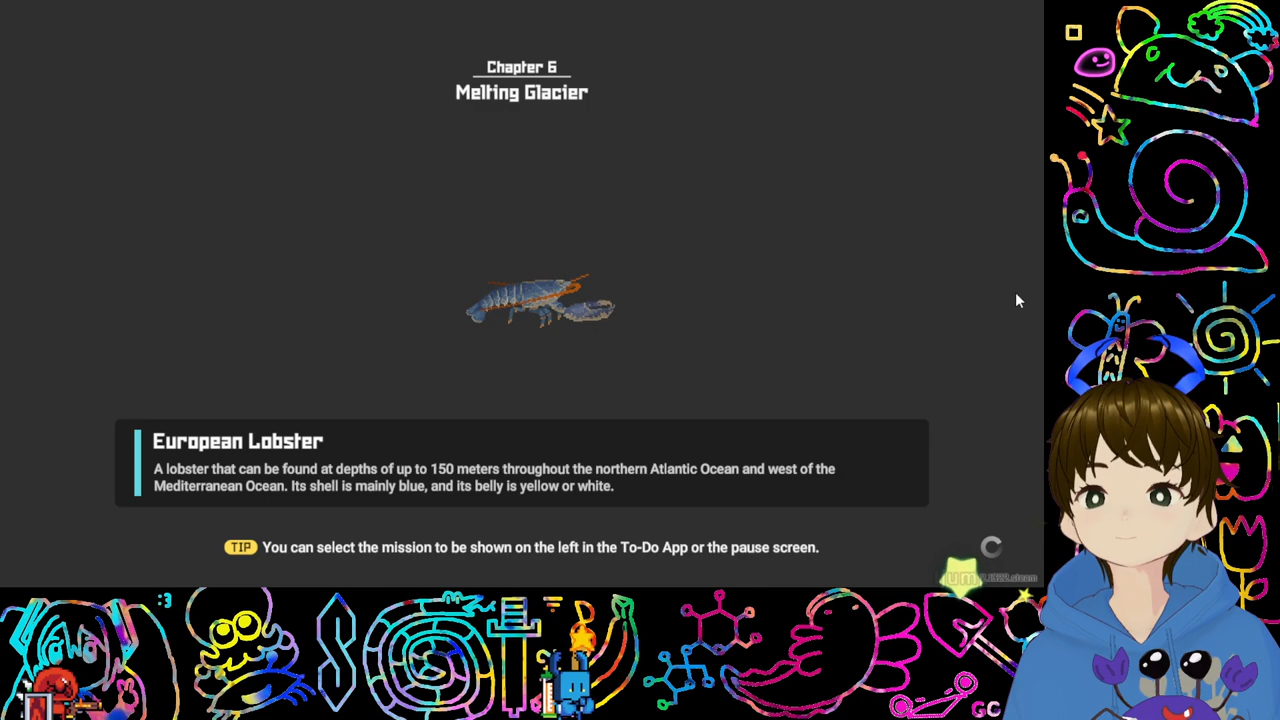 Chapter 6
Melting Glacier
European Lobster
A lobster that can be found at depths of up to 150 meters throughout the northern Atlantic Ocean and west of the
Mediterranean Ocean. Its shell is mainly blue, and its belly is yellow or white.
TIP You can select the mission to be shown on the left in the To-Do App or the pause screen.
:3